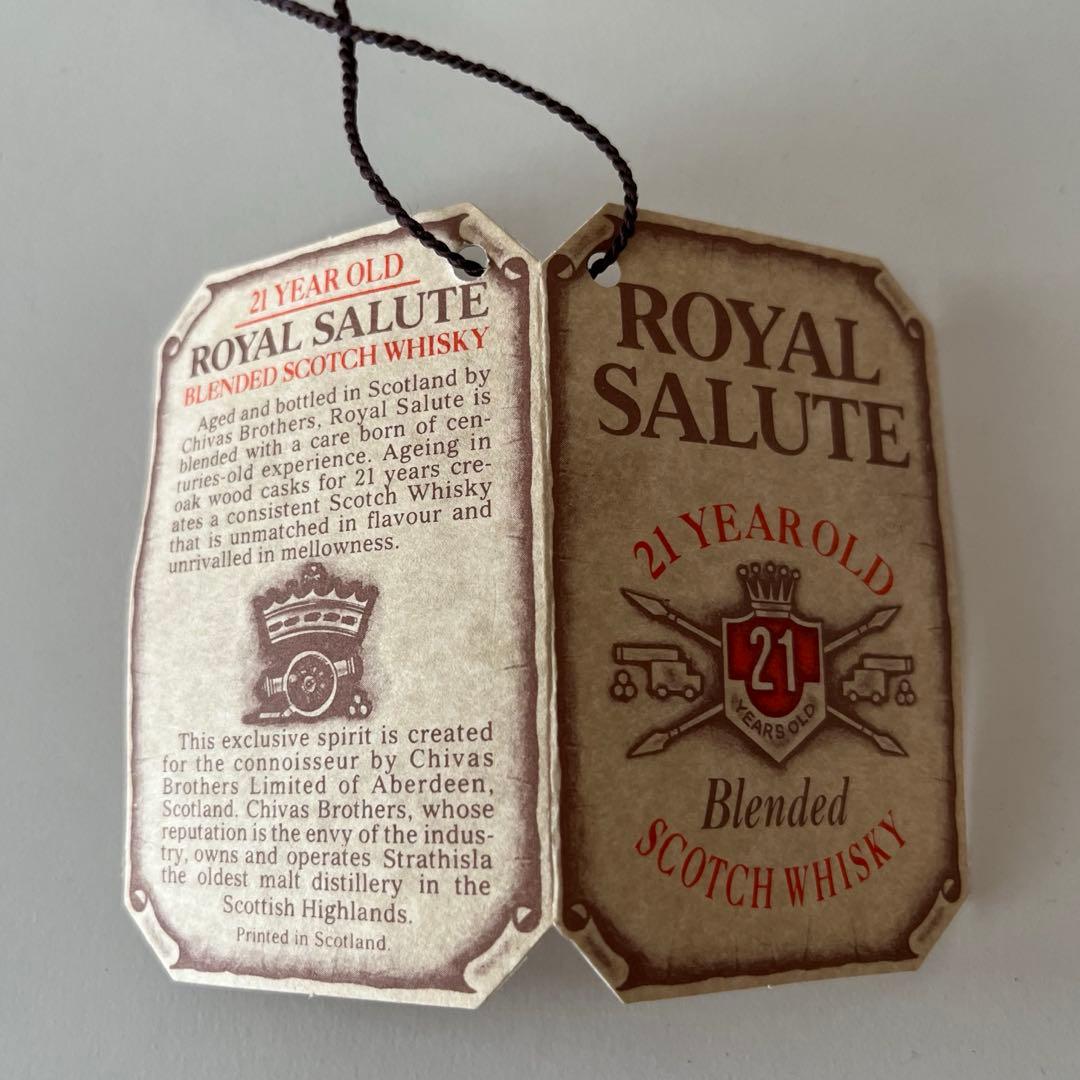 21 YEAR OLD
ROYAL SALUTE
BLENDED SCOTCH WHISKY
Aged and bottled in Scotland by
Chivas Brothers, Royal Salute is
blended with a care born of cen-
turies-old experience. Ageing in
oak wood casks for 21 years cre-
ates a consistent Scotch Whisky
that is unmatched in flavour and
unrivalled in mellowness.
This exclusive spirit is created
for the connoisseur by Chivas
Brothers Limited of Aberdeen,
Scotland. Chivas Brothers, whose
reputation is the envy of the indus-
try, owns and operates Strathisla
the oldest malt distillery in the
Scottish Highlands.
Printed in Scotland.
ROYAL
SALUTE
21 YEAR OLD
21
YEARS OLD
Blended
SCOTCH WHISKY